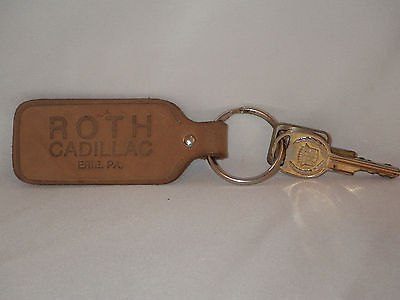 ROTH
CADILLAC
ERIE, PA.